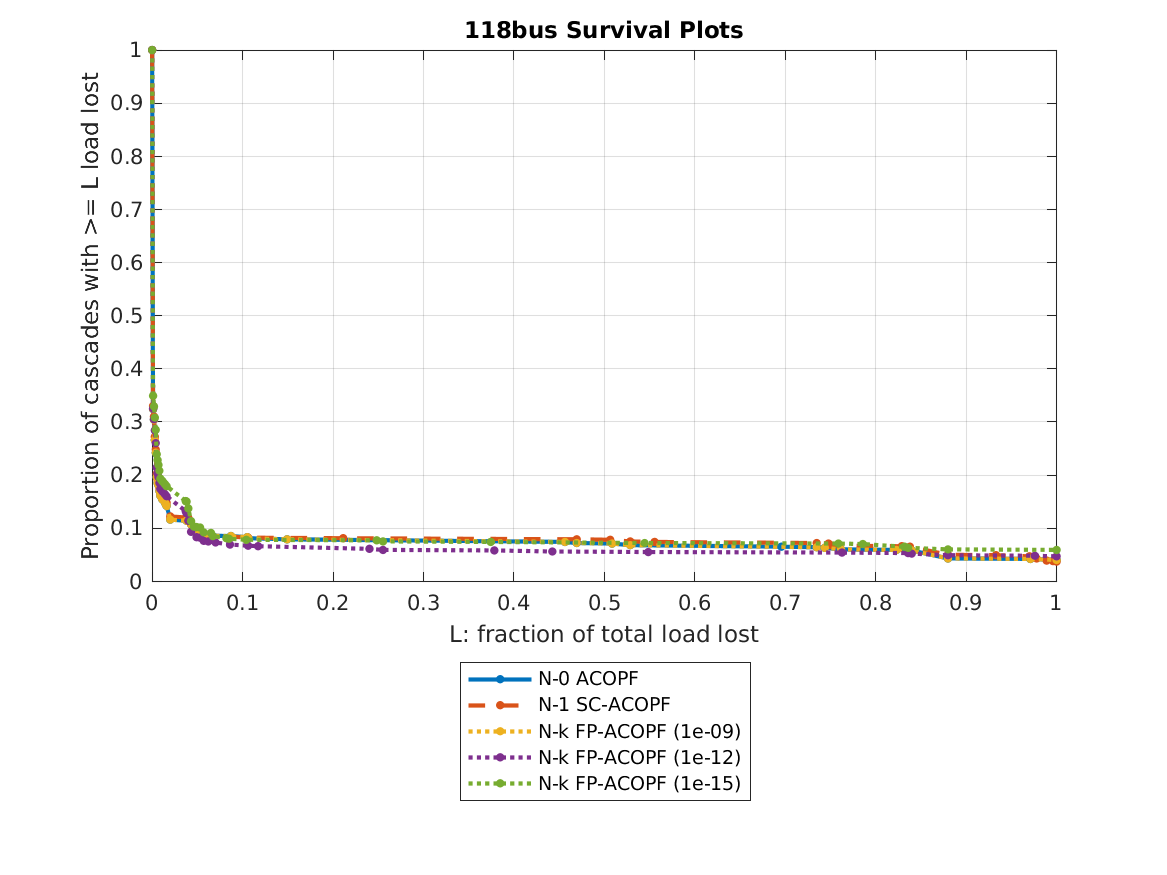 118bus Survival Plots
Proportion of cascades with >= L load lost
1
0.9
0.8
0.7
0.6
0.5
0.4
0.3
0.2
0.1
0
0 0.1 0.2 0.3 0.4 0.5 0.6 0.7 0.8 0.9 1
L: fraction of total load lost
N-0 ACOPF
N-1 SC-ACOPF
N-k FP-ACOPF (1e-09)
N-k FP-ACOPF (1e-12)
N-k FP-ACOPF (1e-15)